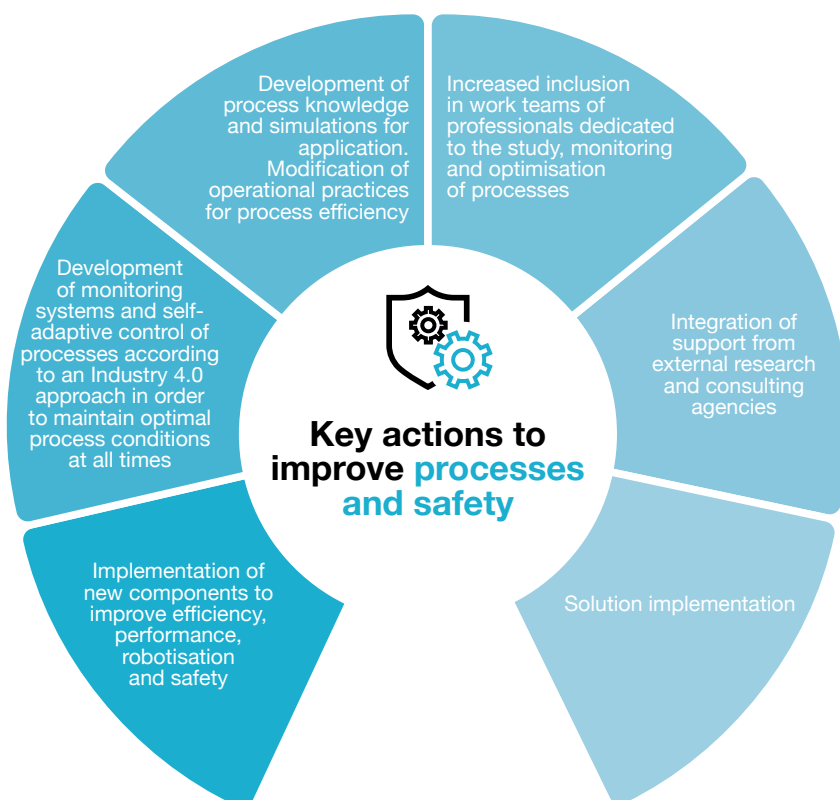 Development of
process knowledge
and simulations for
application.
Modification of
operational practices
for process efficiency
Increased inclusion
in work teams of
professionals dedicated
to the study, monitoring
and optimisation
of processes
Development
of monitoring
systems and self-
adaptive control of
processes according
to an Industry 4.0
approach in order
to maintain optimal
process conditions
at all times
Integration of
support from
external research
and consulting
agencies
Key actions to
improve processes
and safety
Implementation of
new components to
improve efficiency,
performance,
robotisation
and safety
Solution implementation